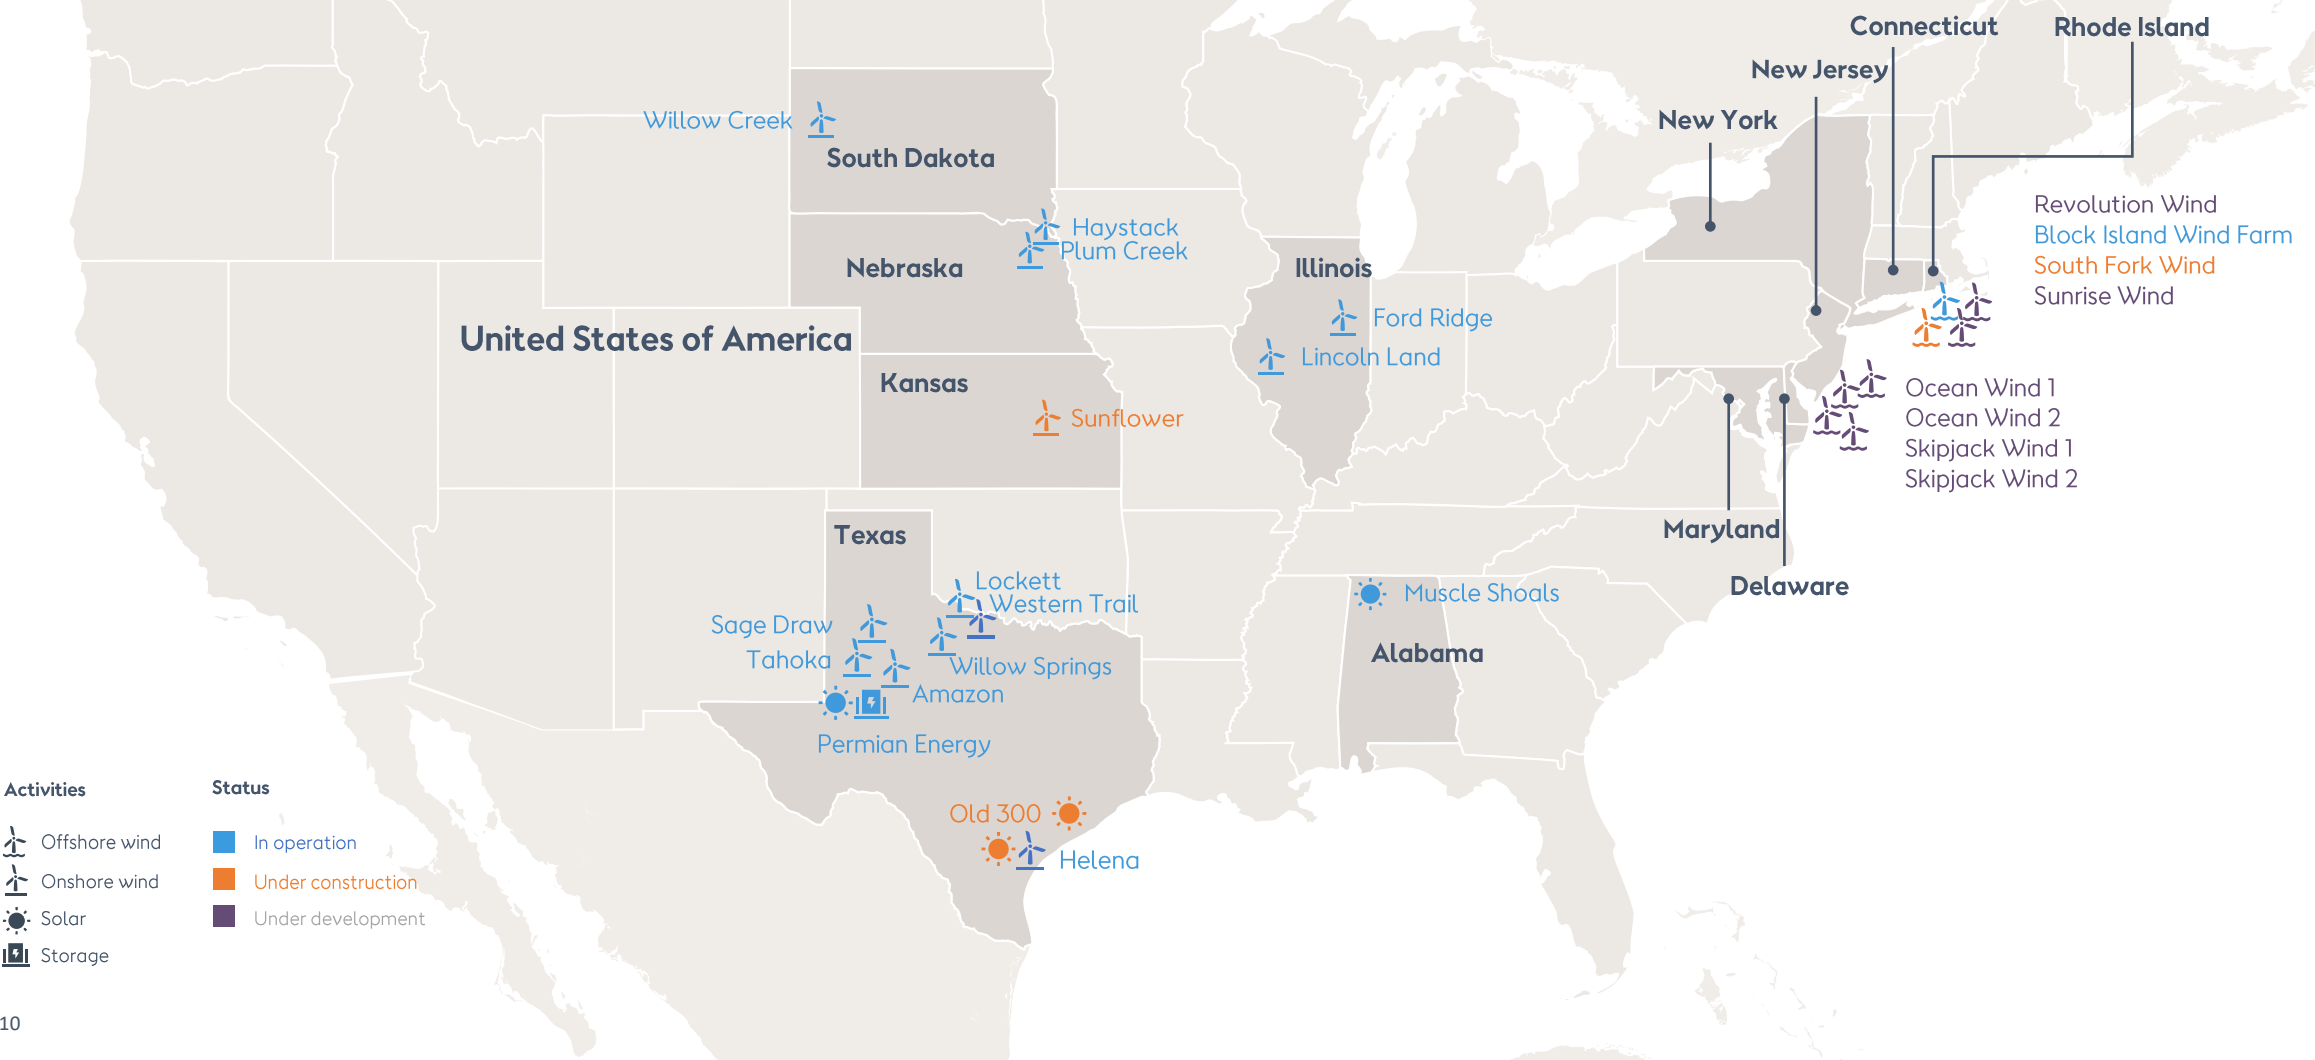 Connecticut
Rhode Island
New Jersey
New York
Willow Creek
South Dakota
Revolution Wind
Block Island Wind Farm
South Fork Wind
Sunrise Wind
Haystack
Plum Creek
Nebraska
Illinois
Ford Ridge
United States of America
Lincoln Land
Kansas
Sunflower
Ocean Wind 1
Ocean Wind 2
Skipjack Wind 1
Skipjack Wind 2
Texas
Maryland
Delaware
Lockett
Western Trail
Muscle Shoals
Sage Draw
Tahoka
Willow Springs
Alabama
Amazon
Permian Energy
Old 300
Helena
Activities
Offshore wind
Onshore wind
Solar
Storage
Status
In operation
Under construction
Under development
10